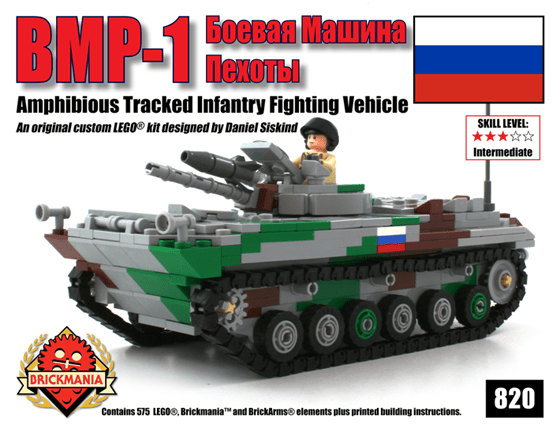 BMP-1 Боевая Машина
Пехоты
Amphibious Tracked Infantry Fighting Vehicle
An original custom LEGO® kit designed by Daniel Siskind
SKILL LEVEL:
Intermediate
BRICKMANIA
Contains 575 LEGO®, Brickmania™ and BrickArms® elements plus printed building instructions.
820